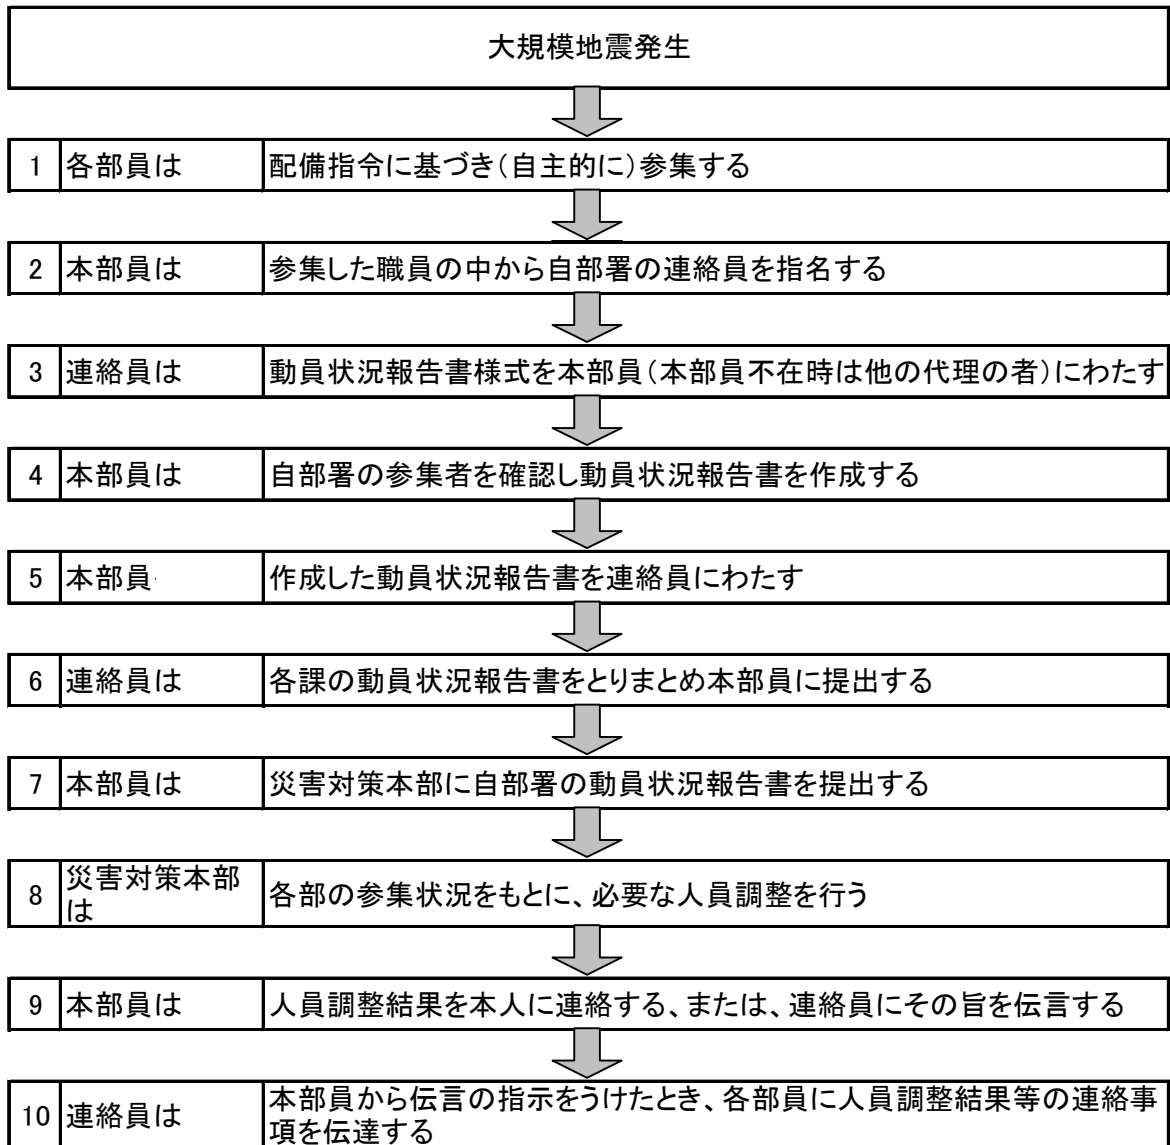 大規模地震発生
1 各部員は 配備指令に基づき(自主的に)参集する
2 本部員は 参集した職員の中から自部署の連絡員を指名する
3 連絡員は 動員状況報告書様式を本部員(本部員不在時は他の代理の者)にわたす
4 本部員は 自部署の参集者を確認し動員状況報告書を作成する
5 本部員 作成した動員状況報告書を連絡員にわたす
6 連絡員は 各課の動員状況報告書をとりまとめ本部員に提出する
7 本部員は 災害対策本部に自部署の動員状況報告書を提出する
8 災害対策本部
は 各部の参集状況をもとに、必要な人員調整を行う
9 本部員は 人員調整結果を本人に連絡する、または、連絡員にその旨を伝言する
10 連絡員は 本部員から伝言の指示をうけたとき、各部員に人員調整結果等の連絡事
項を伝達する